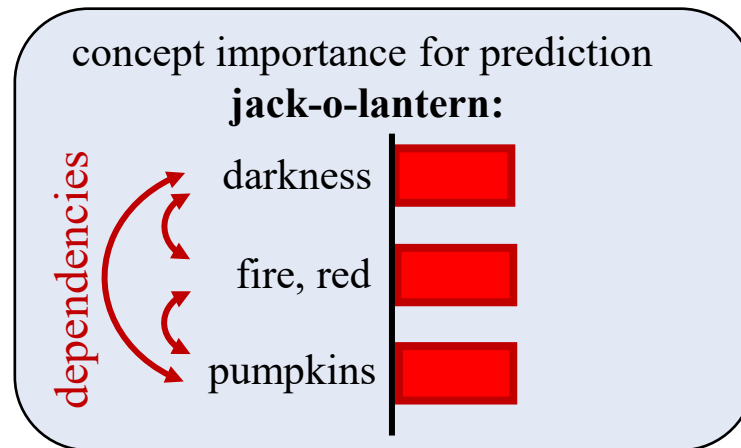 concept importance for prediction
jack-o-lantern:
dependencies
darkness
fire, red
pumpkins